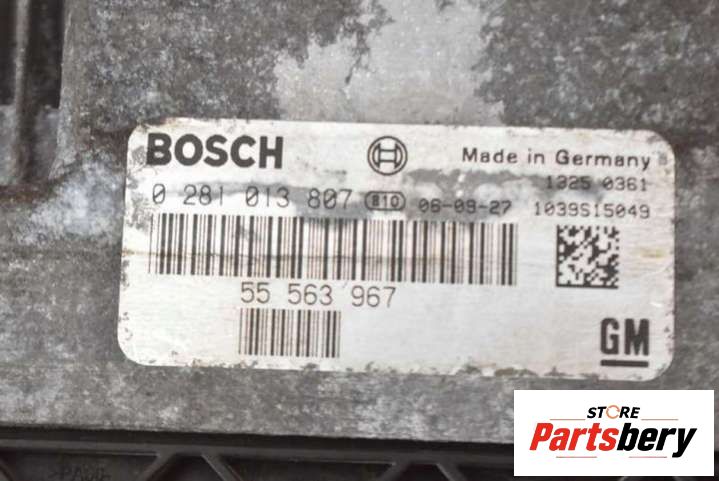 BOSCH
Made in Germany
1325 0361
0 281 013 807 810 06-09-27 1039S15049
55 563 967
GM
STORE
Partsbery